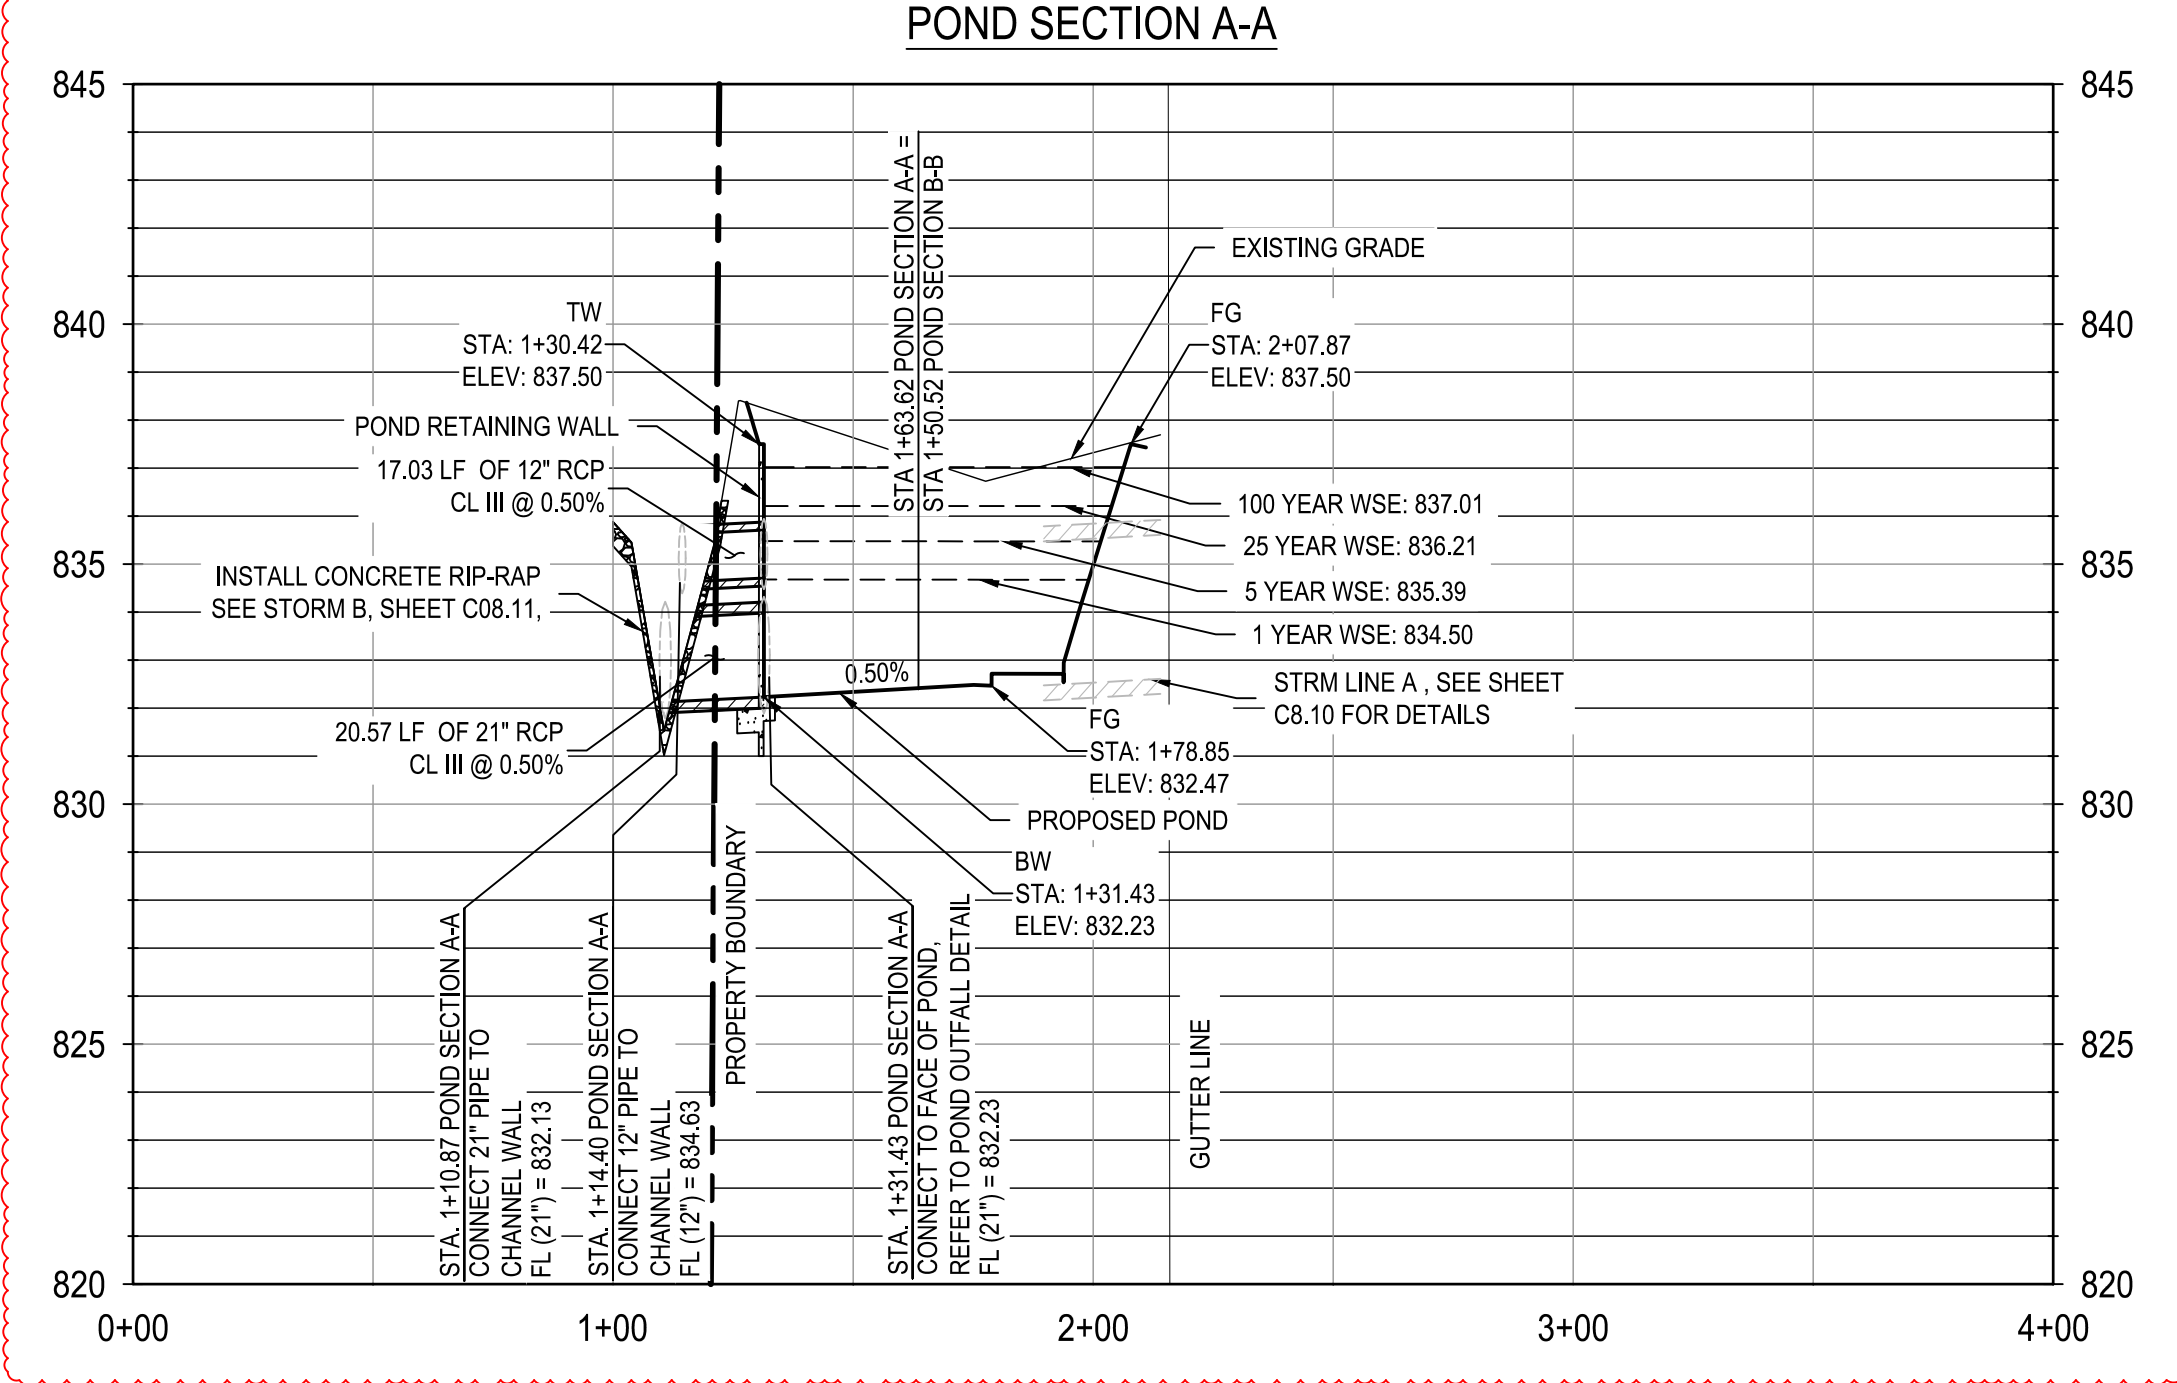 POND SECTION A-A
845
845
840
840
835
835
830
830
825
825
820
820
0+00
1+00
2+00
3+00
4+00
TW
STA: 1+30.42
ELEV: 837.50
POND RETAINING WALL
17.03 LF OF 12" RCP
CL III @ 0.50%
INSTALL CONCRETE RIP-RAP
SEE STORM B, SHEET C08.11,
20.57 LF OF 21" RCP
CL III @ 0.50%
STA 1+63.62 POND SECTION A-A =
STA 1+50.52 POND SECTION B-B
EXISTING GRADE
FG
STA: 2+07.87
ELEV: 837.50
100 YEAR WSE: 837.01
25 YEAR WSE: 836.21
5 YEAR WSE: 835.39
1 YEAR WSE: 834.50
STRM LINE A , SEE SHEET
C8.10 FOR DETAILS
0.50%
FG
STA: 1+78.85
ELEV: 832.47
PROPOSED POND
BW
STA: 1+31.43
ELEV: 832.23
STA. 1+10.87 POND SECTION A-A
CONNECT 21" PIPE TO
CHANNEL WALL
FL (21") = 832.13
STA. 1+14.40 POND SECTION A-A
CONNECT 12" PIPE TO
CHANNEL WALL
FL (12") = 834.63
PROPERTY BOUNDARY
STA. 1+31.43 POND SECTION A-A
CONNECT TO FACE OF POND,
REFER TO POND OUTFALL DETAIL
FL (21") = 832.23
GUTTER LINE